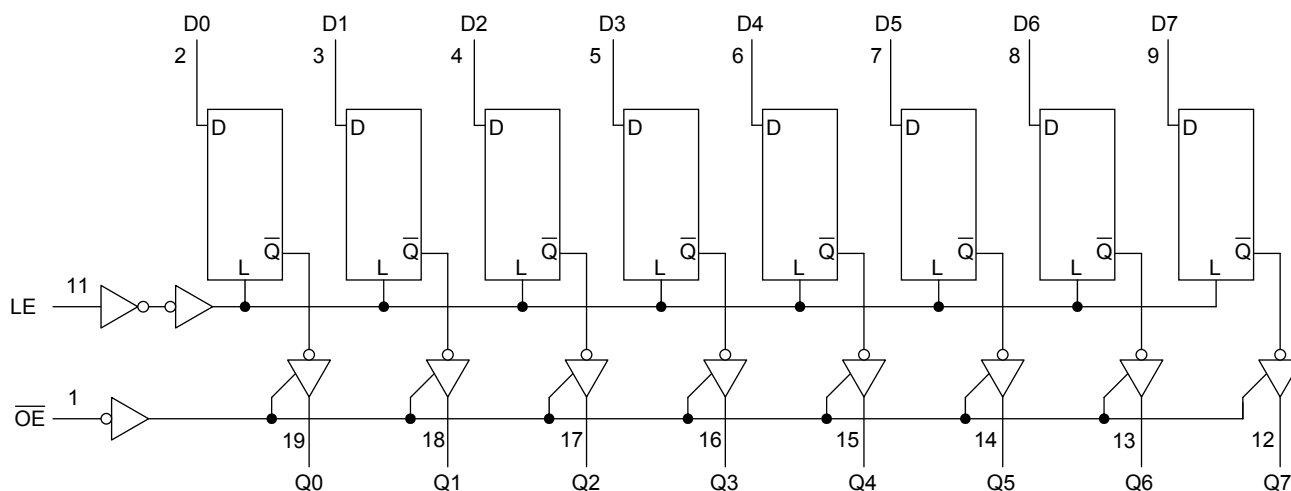 D0 D1 D2 D3 D4 D5 D6 D7
2 3 4 5 6 7 8 9
D D D D D D D D
Q̅ Q̅ Q̅ Q̅ Q̅ Q̅ Q̅ Q̅
L L L L L L L L
11
LE
1
O̅E̅
19 18 17 16 15 14 13 12
Q0 Q1 Q2 Q3 Q4 Q5 Q6 Q7